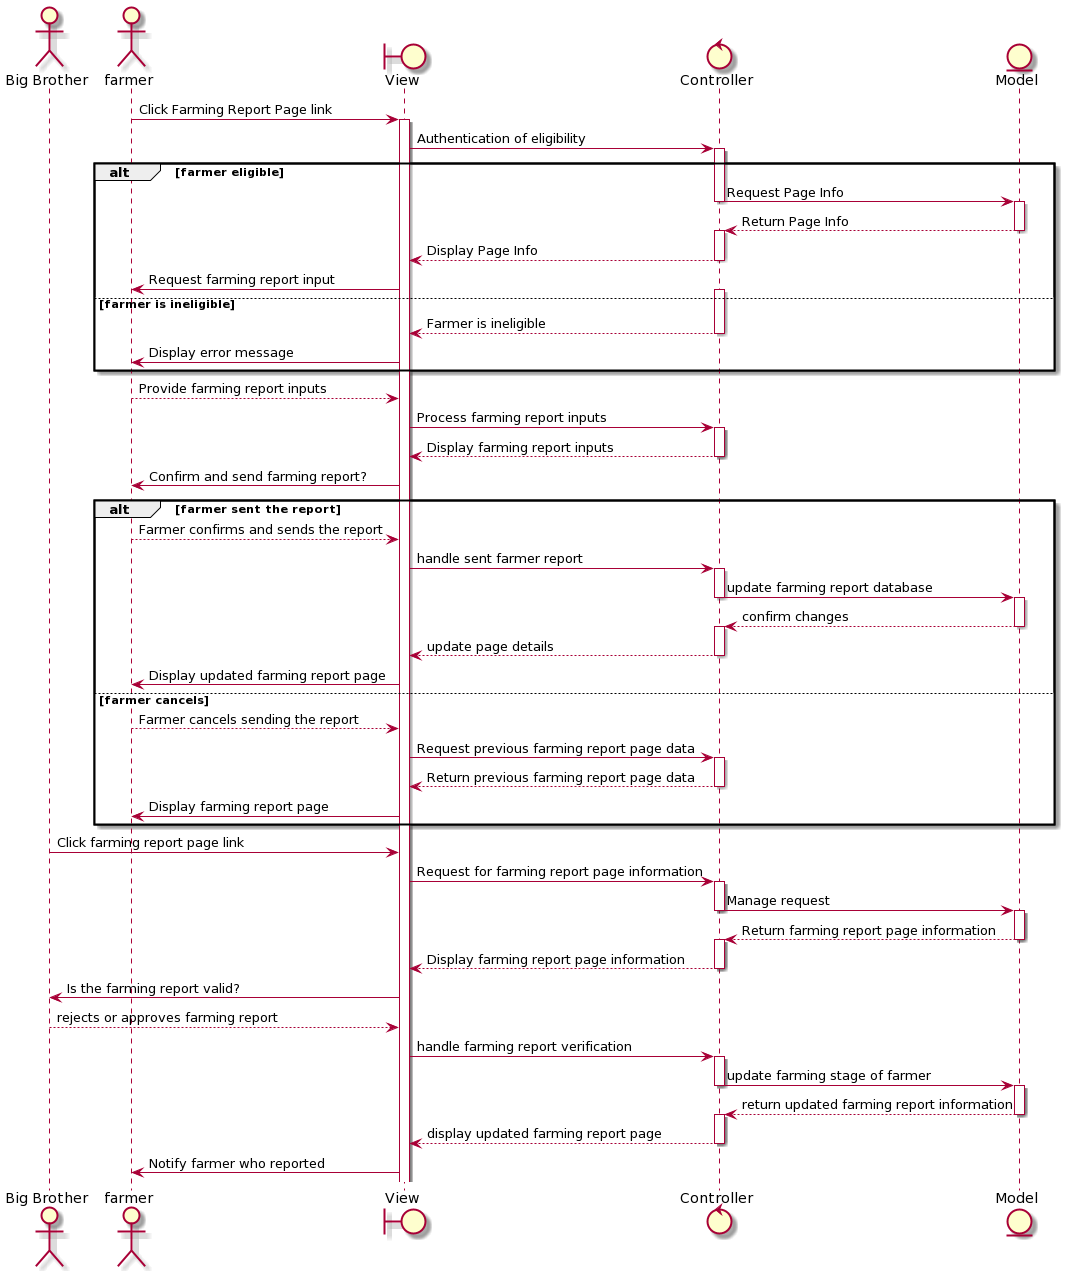 Big Brother farmer View Controller Model
Click Farming Report Page link
Authentication of eligibility
alt [farmer eligible]
Request Page Info
Return Page Info
Display Page Info
Request farming report input
[farmer is ineligible]
Farmer is ineligible
Display error message
Provide farming report inputs
Process farming report inputs
Display farming report inputs
Confirm and send farming report?
alt [farmer sent the report]
Farmer confirms and sends the report
handle sent farmer report
update farming report database
confirm changes
update page details
Display updated farming report page
[farmer cancels]
Farmer cancels sending the report
Request previous farming report page data
Return previous farming report page data
Display farming report page
Click farming report page link
Request for farming report page information
Manage request
Return farming report page information
Display farming report page information
Is the farming report valid?
rejects or approves farming report
handle farming report verification
update farming stage of farmer
return updated farming report information
display updated farming report page
Notify farmer who reported
Big Brother farmer View Controller Model